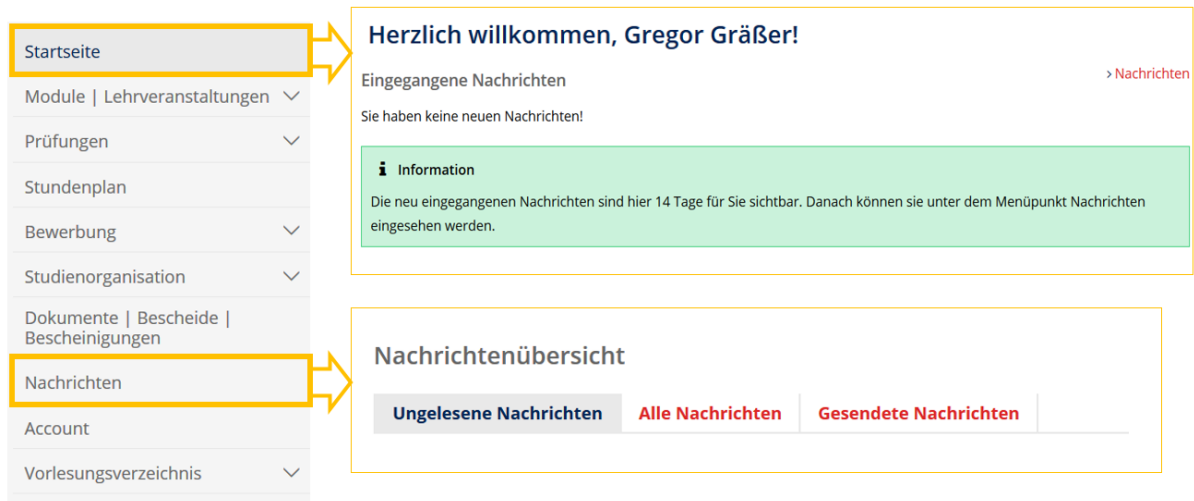 Startseite
Module | Lehrveranstaltungen
Prüfungen
Stundenplan
Bewerbung
Studienorganisation
Dokumente | Bescheide |
Bescheinigungen
Nachrichten
Account
Vorlesungsverzeichnis
Herzlich willkommen, Gregor Gräßer!
Eingegangene Nachrichten
› Nachrichten
Sie haben keine neuen Nachrichten!
i Information
Die neu eingegangenen Nachrichten sind hier 14 Tage für Sie sichtbar. Danach können sie unter dem Menüpunkt Nachrichten
eingesehen werden.
Nachrichtenübersicht
Ungelesene Nachrichten Alle Nachrichten Gesendete Nachrichten